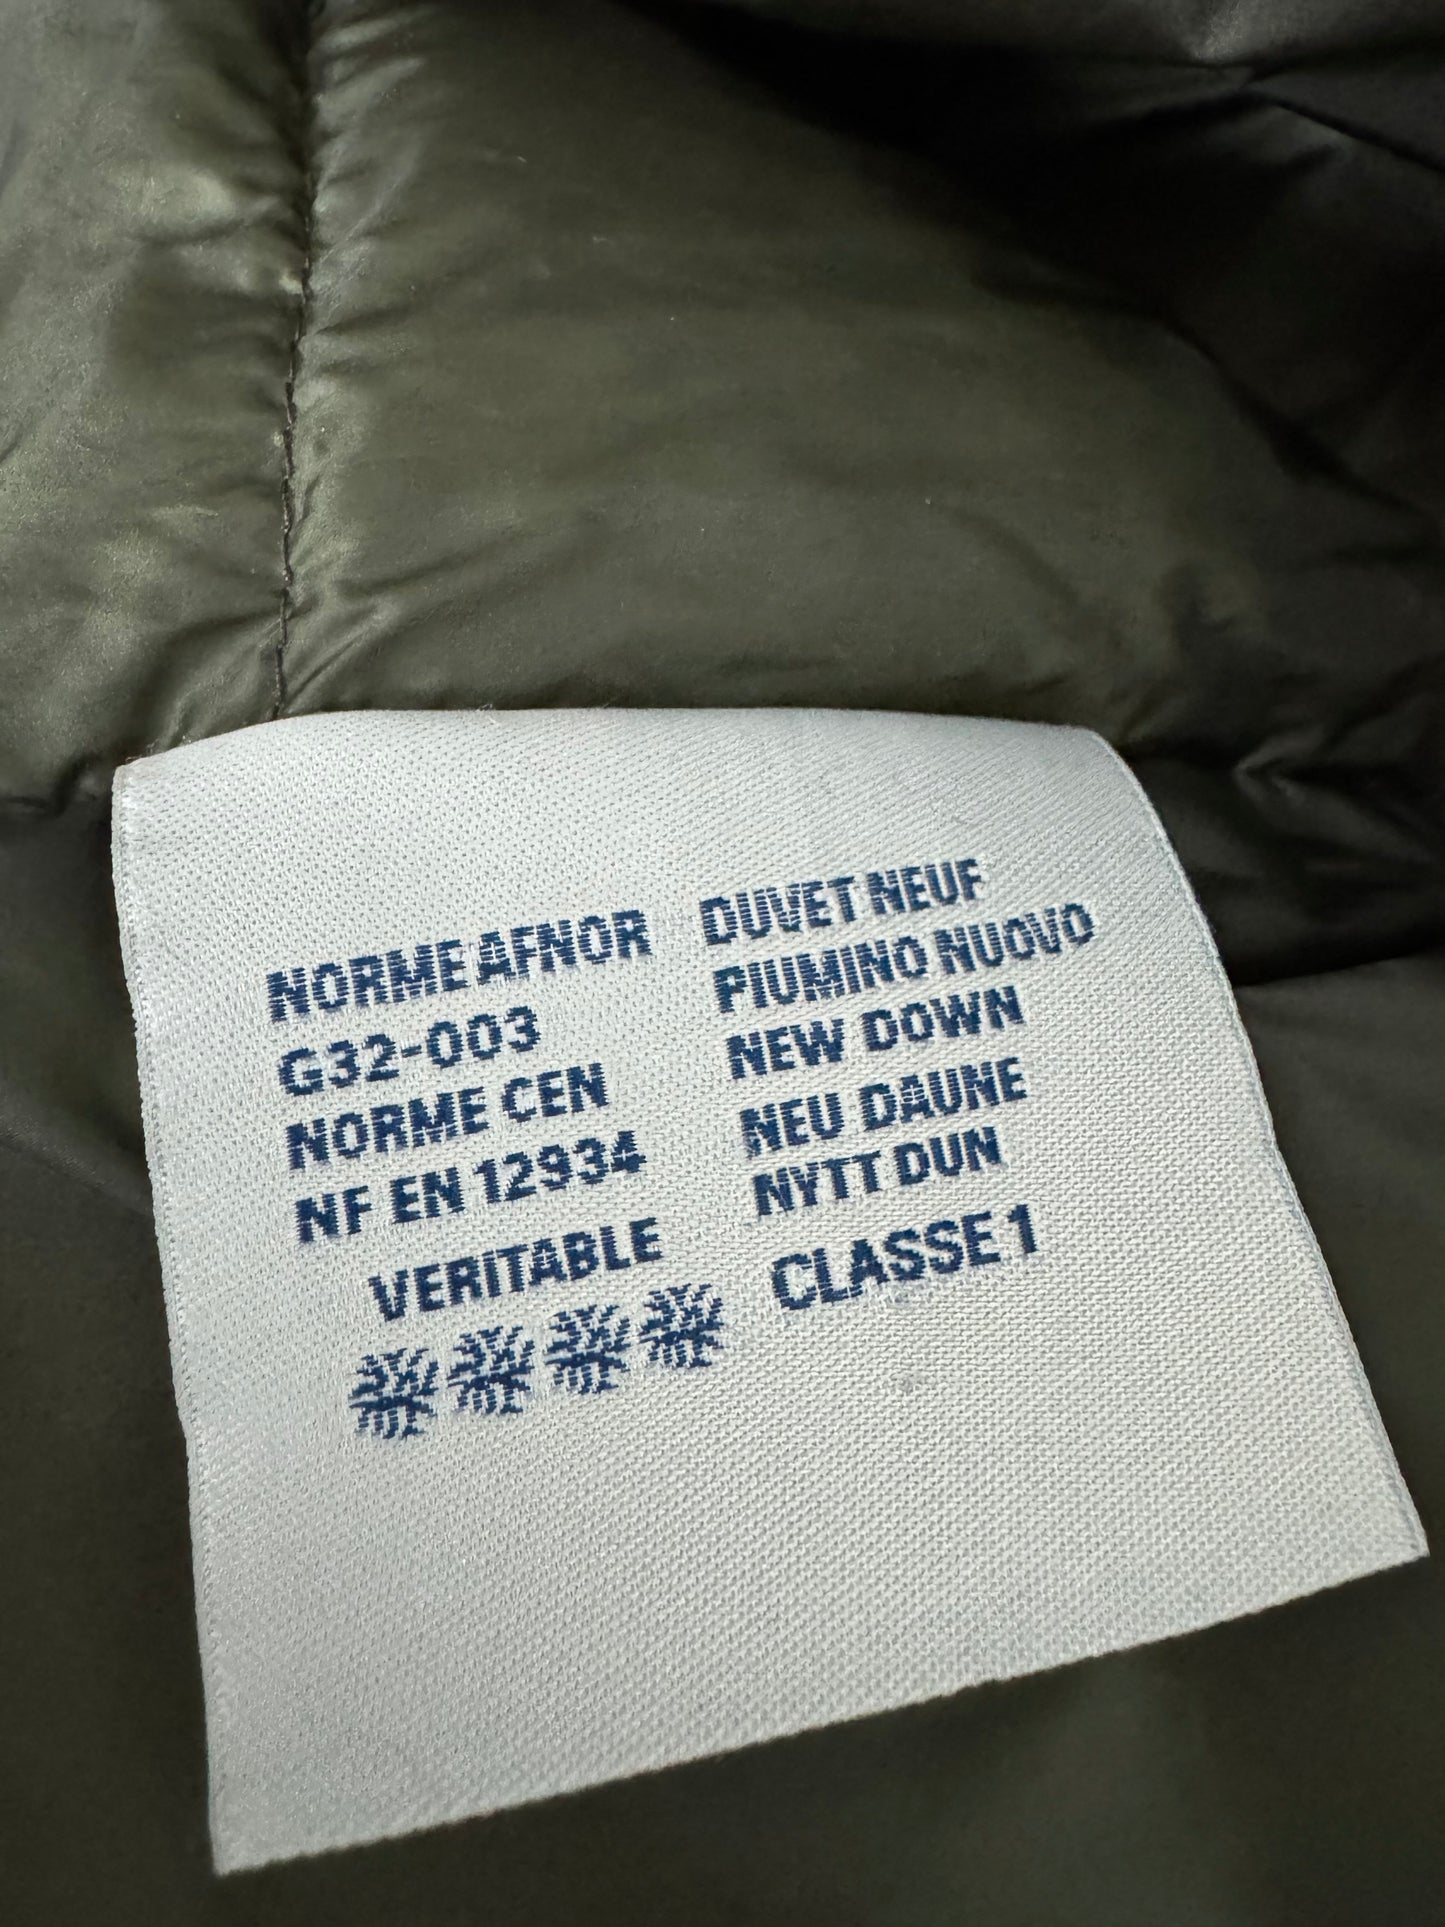 NORME AFNOR
G32-003
NORME CEN
NF EN 12934
VERITABLE
DUVET NEUF
PIUMINO NUOVO
NEW DOWN
NEU DAUNE
NYTT DUN
CLASSE 1